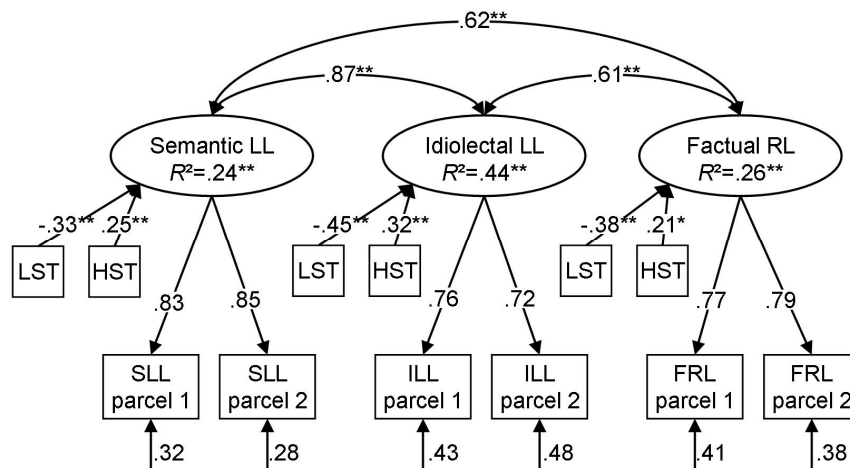 .62**
.87**
.61**
Semantic LL
R²=.24**
Idiolectal LL
R²=.44**
Factual RL
R²=.26**
-.33** .25**
-.45** .32**
-.38** .21*
LST HST
LST HST
LST HST
.83 .85
.76 .72
.77 .79
SLL
parcel 1
SLL
parcel 2
ILL
parcel 1
ILL
parcel 2
FRL
parcel 1
FRL
parcel 2
.32 .28 .43 .48 .41 .38